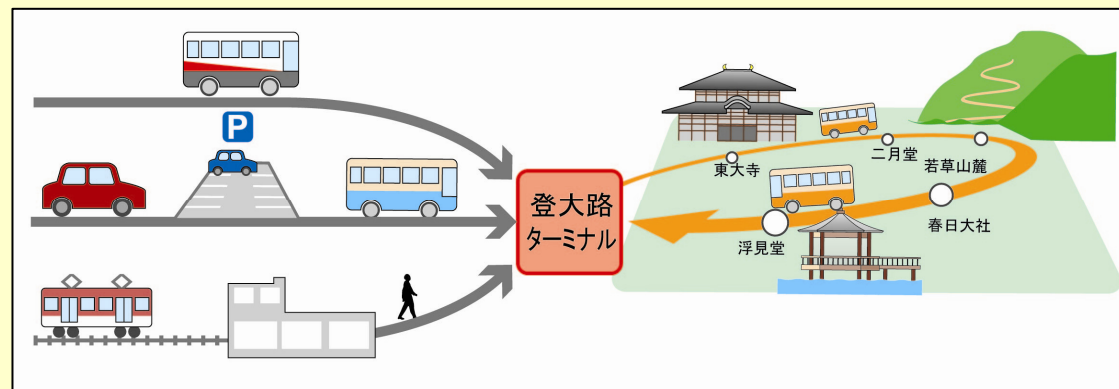 P
登大路
ターミナル
東大寺
二月堂
若草山麓
春日大社
浮見堂